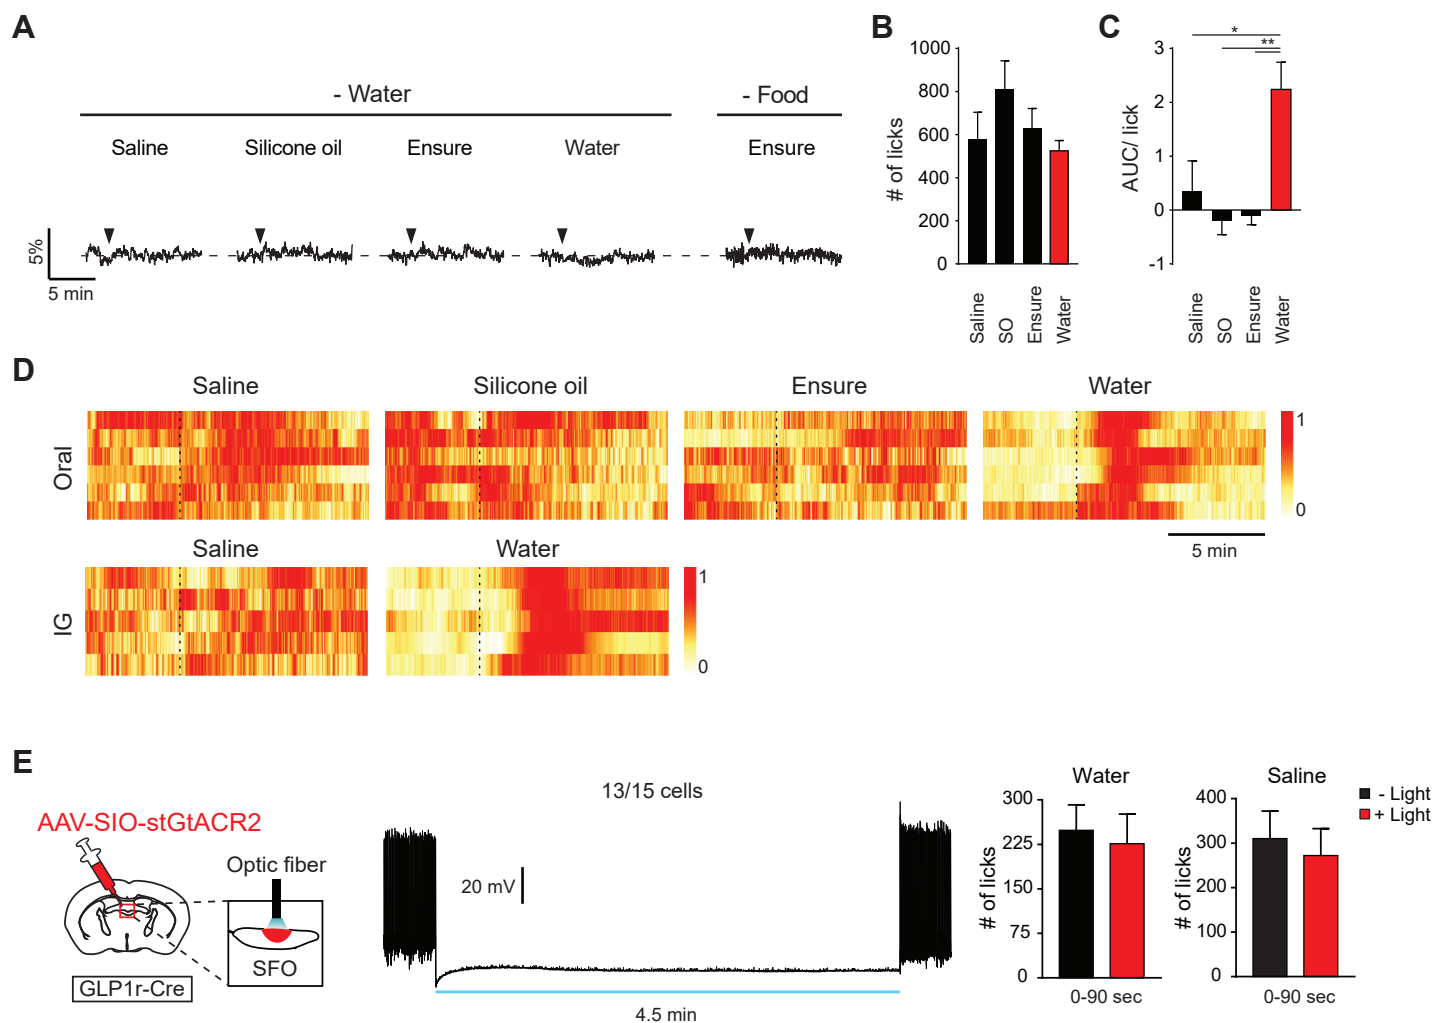 A
- Water
- Food
Saline
Silicone oil
Ensure
Water
Ensure
5%
5 min
B
1000
800
600
400
200
0
# of licks
Saline
SO
Ensure
Water
C
*
**
3
2
1
0
-1
AUC/ lick
Saline
SO
Ensure
Water
D
Saline
Silicone oil
Ensure
Water
Oral
1
0
5 min
Saline
Water
IG
1
0
E
AAV-SIO-stGtACR2
Optic fiber
SFO
GLP1r-Cre
13/15 cells
20 mV
4.5 min
Water
300
225
150
75
0
# of licks
0-90 sec
Saline
400
300
200
100
0
# of licks
0-90 sec
- Light
+ Light